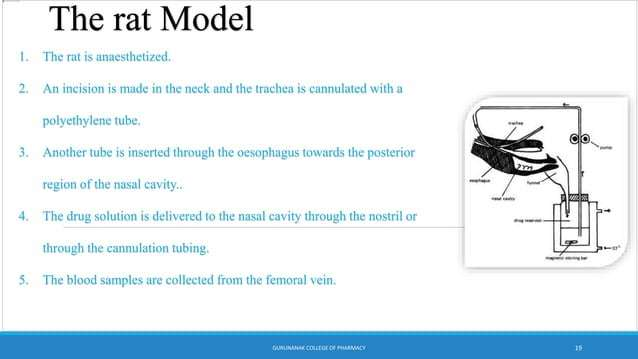 The rat Model
1. The rat is anaesthetized.
2. An incision is made in the neck and the trachea is cannulated with a
polyethylene tube.
3. Another tube is inserted through the oesophagus towards the posterior
region of the nasal cavity..
4. The drug solution is delivered to the nasal cavity through the nostril or
through the cannulation tubing.
5. The blood samples are collected from the femoral vein.
trachea
pump
esophagus
funnel
nasal cavity
drug reservoir
37°
magnetic stirring bar
GURUNANAK COLLEGE OF PHARMACY
19